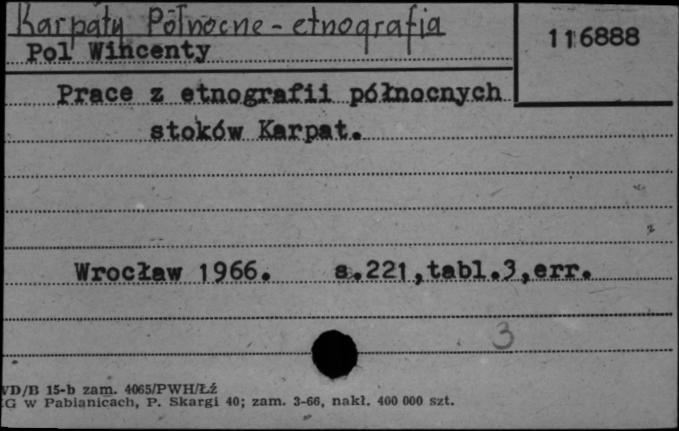 Karpaty Północne - etnografia
116888
Pol Wincenty
Prace z etnografii północnych
stoków Karpat.
Wrocław 1966. s.221,tabl.3,err.
3
VD/B 15-b zam. 4065/PWH/Łź
G w Pabianicach, P. Skargi 40; zam. 3-66, nakł. 400 000 szt.